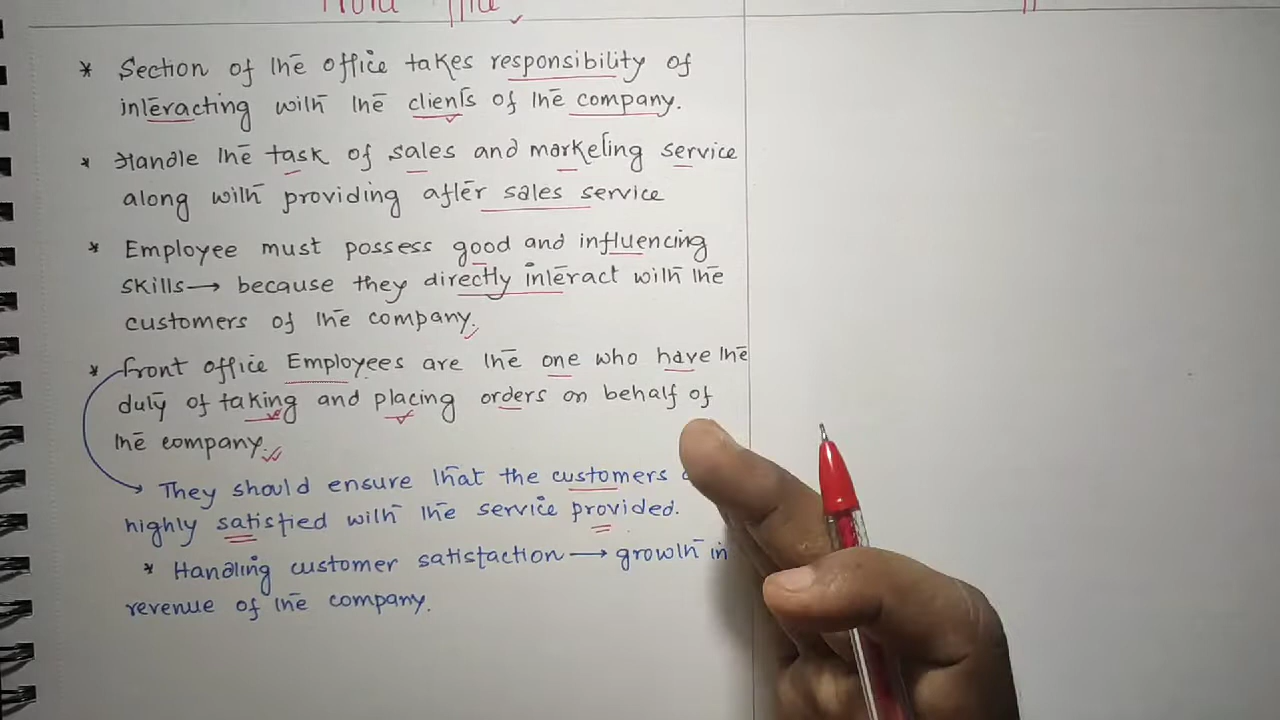 * Section of the office takes responsibility of
interacting with the clients of the company.
* Handle the task of sales and marketing service
along with providing after sales service
* Employee must possess good and influencing
skills → because they directly interact with the
customers of the company.
* Front office Employees are the one who have the
duty of taking and placing orders on behalf of
the company.
→ They should ensure that the customers
highly satisfied with the service provided.
* Handling customer satisfaction → growth in
revenue of the company.